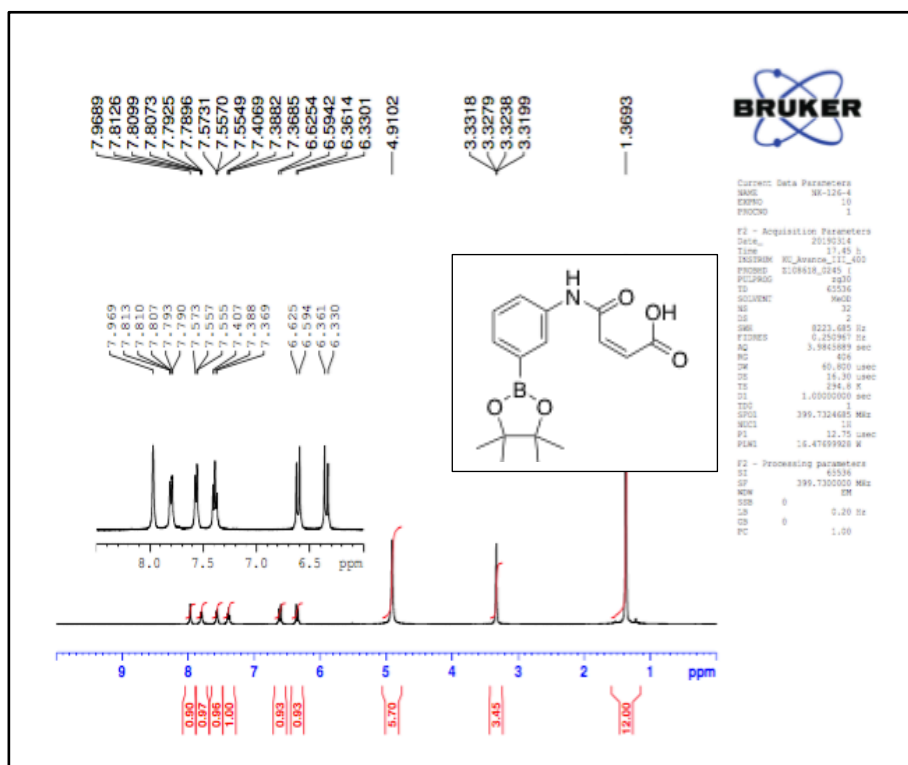 7.9689
7.8126
7.8099
7.8073
7.7925
7.7896
7.5731
7.5570
7.5549
7.4069
7.3882
7.3685
6.6254
6.5942
6.3614
6.3301
4.9102
3.3318
3.3279
3.3238
3.3199
1.3693
BRUKER
Current Data Parameters
NAME NK-126-4
EXPNO 10
PROCNO 1
F2 - Acquisition Parameters
Date_ 20190314
Time 17.45 h
PULPROG zg30
TD 65536
SOLVENT MeOD
NS 32
DS 2
SWH 8223.685 Hz
FIDRES 0.250967 Hz
AQ sec
RG 406
DW 60.800 usec
DE 16.30 usec
TE 294.8 K
D1 1.00000000 sec
TD0 1
SFO1 399.7324685 MHz
NUC1 1H
P1 12.75 usec
PLW1 W
F2 - Processing parameters
SI 65536
SF 399.7300000 MHz
WDW EM
SSB 0
LB 0.20 Hz
GB 0
PC 1.00
7.969
7.813
7.810
7.807
7.793
7.790
7.573
7.557
7.555
7.407
7.388
7.369
6.625
6.594
6.361
6.330
H
N
O
OH
O
B
O
O
8.0 7.5 7.0 6.5 ppm
9 8 7 6 5 4 3 2 1 ppm
0.90
0.97
0.96
1.00
0.93
0.93
5.70
3.45
12.00